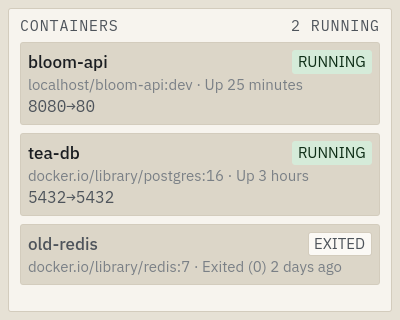 CONTAINERS 2 RUNNING
bloom-api RUNNING
localhost/bloom-api:dev · Up 25 minutes
8080→80
tea-db RUNNING
docker.io/library/postgres:16 · Up 3 hours
5432→5432
old-redis EXITED
docker.io/library/redis:7 · Exited (0) 2 days ago